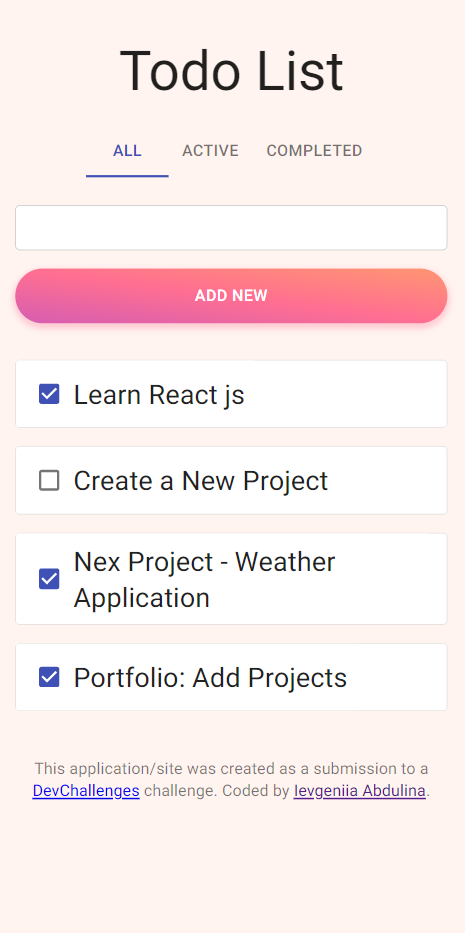 Todo List
ALL ACTIVE COMPLETED
ADD NEW
Learn React js
Create a New Project
Nex Project - Weather
Application
Portfolio: Add Projects
This application/site was created as a submission to a
DevChallenges challenge. Coded by Ievgeniia Abdulina.